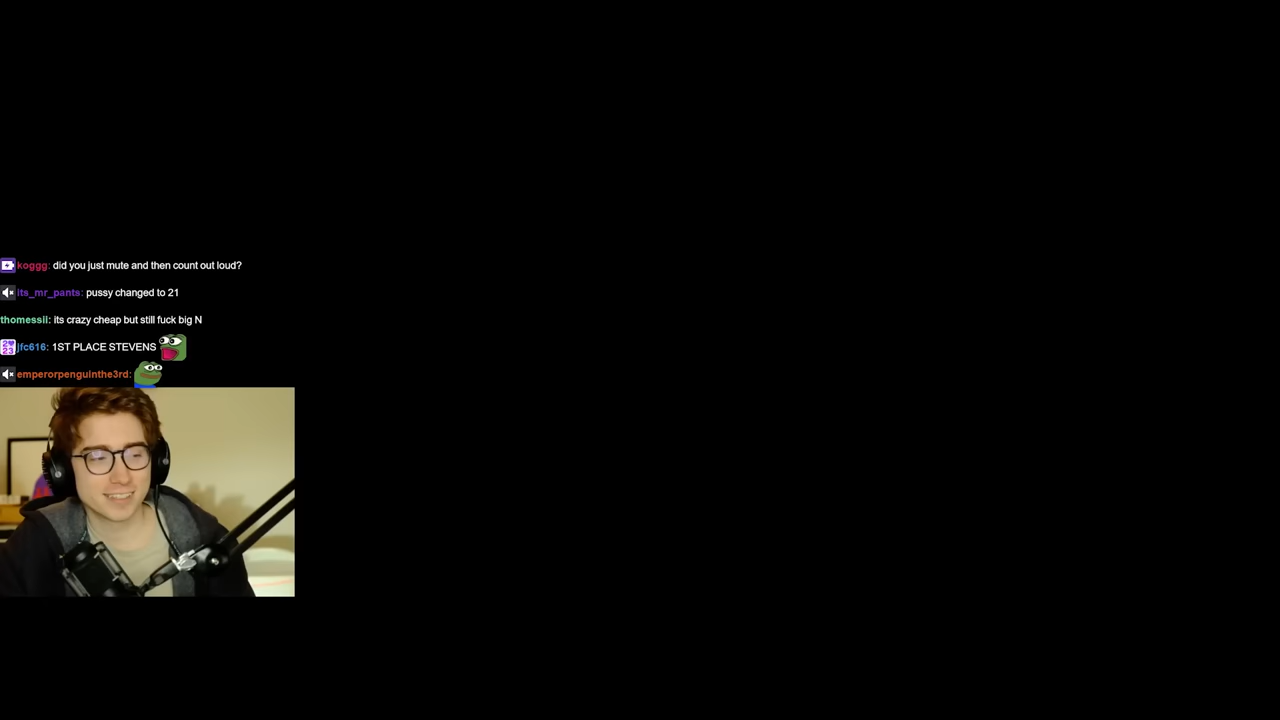 koggg: did you just mute and then count out loud?
its_mr_pants: pussy changed to 21
thomessii: its crazy cheap but still fuck big N
jfc616: 1ST PLACE STEVENS
emperorpenguinthe3rd: